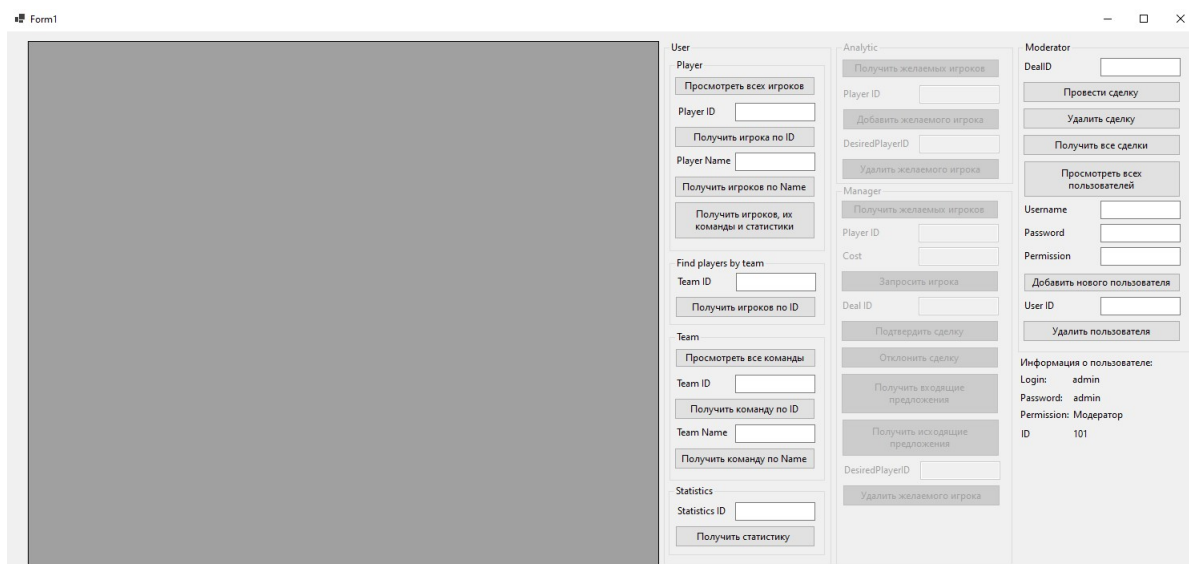 Form1
User
Player
Просмотреть всех игроков
Player ID
Получить игрока по ID
Player Name
Получить игроков по Name
Получить игроков, их
команды и статистики
Find players by team
Team ID
Получить игроков по ID
Team
Просмотреть все команды
Team ID
Получить команду по ID
Team Name
Получить команду по Name
Statistics
Statistics ID
Получить статистику
Analytic
Получить желаемых игроков
Player ID
Добавить желаемого игрока
DesiredPlayerID
Удалить желаемого игрока
Manager
Получить желаемых игроков
Player ID
Cost
Запросить игрока
Deal ID
Подтвердить сделку
Отклонить сделку
Получить входящие
предложения
Получить исходящие
предложения
DesiredPlayerID
Удалить желаемого игрока
Moderator
DealID
Провести сделку
Удалить сделку
Получить все сделки
Просмотреть всех
пользователей
Username
Password
Permission
Добавить нового пользователя
User ID
Удалить пользователя
Информация о пользователе:
Login: admin
Password: admin
Permission: Модератор
ID 101